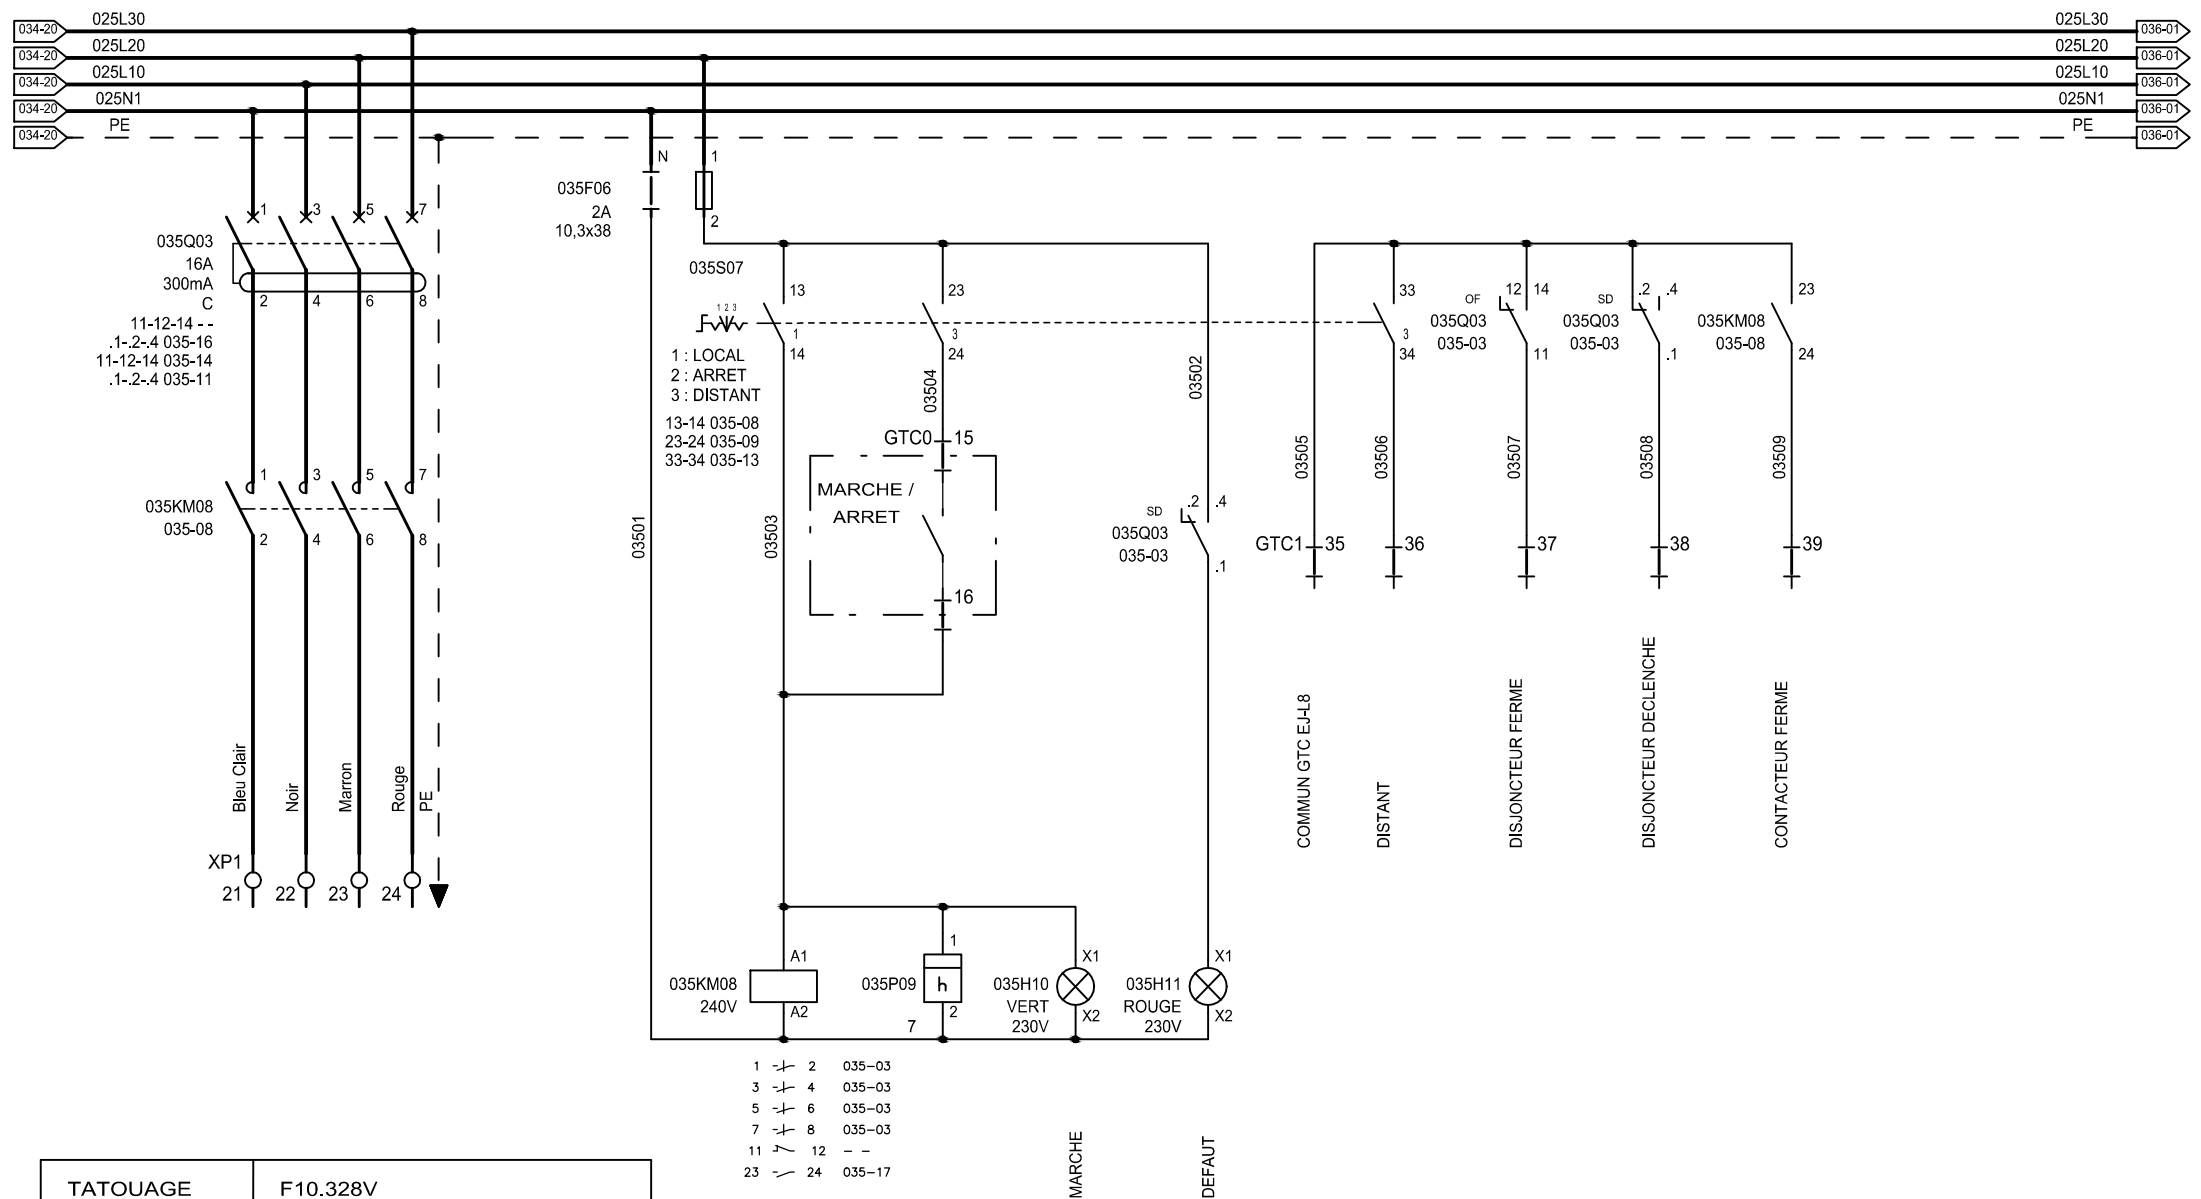 034-20
025L30
025L30
036-01
034-20
025L20
025L20
036-01
034-20
025L10
025L10
036-01
034-20
025N1
025N1
036-01
034-20
PE
PE
036-01
1
3
5
7
035Q03
16A
300mA
C
2
4
6
8
11-12-14 - -
.1-.2-.4 035-16
11-12-14 035-14
.1-.2-.4 035-11
1
3
5
7
035KM08
035-08
2
4
6
8
Bleu Clair
Noir
Marron
Rouge
PE
XP1
21
22
23
24
N
1
035F06
2A
10,3x38
2
035S07
1 2 3
13
1
14
23
3
24
1 : LOCAL
2 : ARRET
3 : DISTANT
13-14 035-08
23-24 035-09
33-34 035-13
03501
03503
03504
03502
GTC0
15
MARCHE /
ARRET
16
SD
.2
.4
035Q03
035-03
.1
33
3
34
OF
12
14
035Q03
035-03
11
SD
.2
.4
035Q03
035-03
.1
23
035KM08
035-08
24
03505
03506
03507
03508
03509
GTC1
35
36
37
38
39
COMMUN GTC EJ-L8
DISTANT
DISJONCTEUR FERME
DISJONCTEUR DECLENCHE
CONTACTEUR FERME
A1
035KM08
240V
A2
1
035P09
h
2
7
X1
035H10
VERT
230V
X2
X1
035H11
ROUGE
230V
X2
1 2 035-03
3 4 035-03
5 6 035-03
7 8 035-03
11 12 - -
23 24 035-17
MARCHE
DEFAUT
TATOUAGE
F10.328V